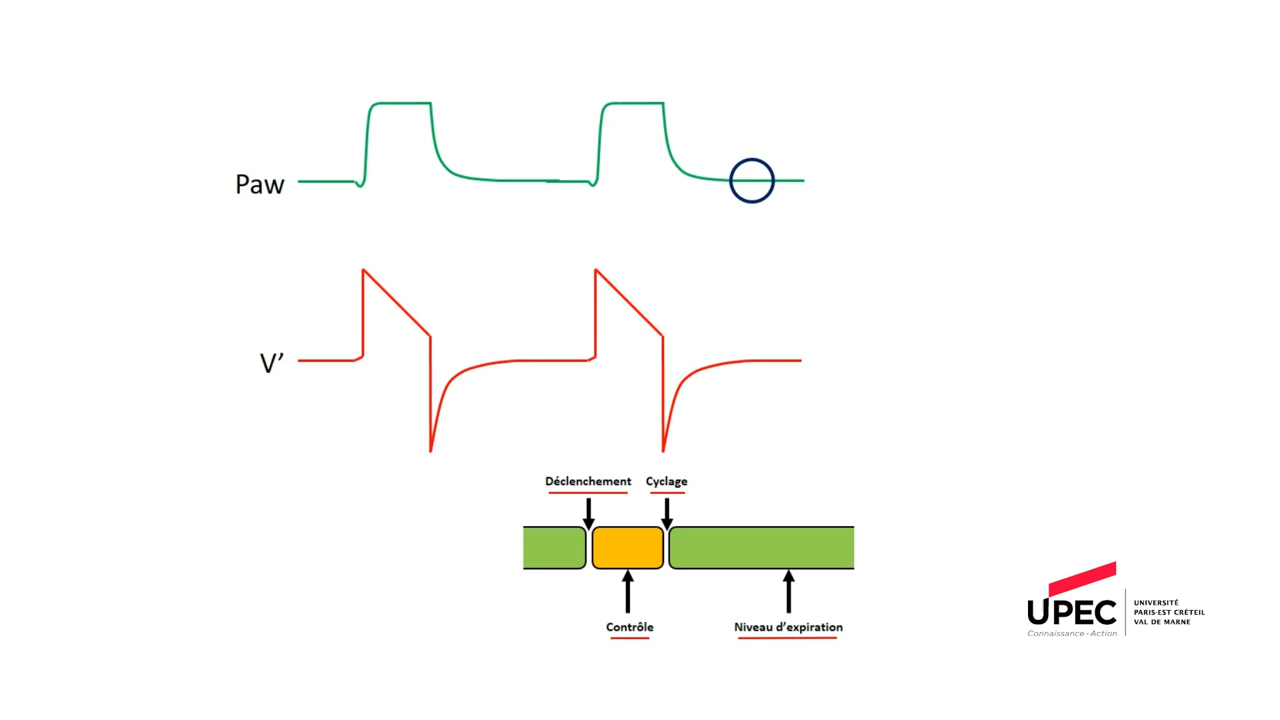 Paw
V’
Déclenchement
Cyclage
Contrôle
Niveau d’expiration
UPEC
Connaissance - Action
UNIVERSITÉ
PARIS-EST CRÉTEIL
VAL DE MARNE